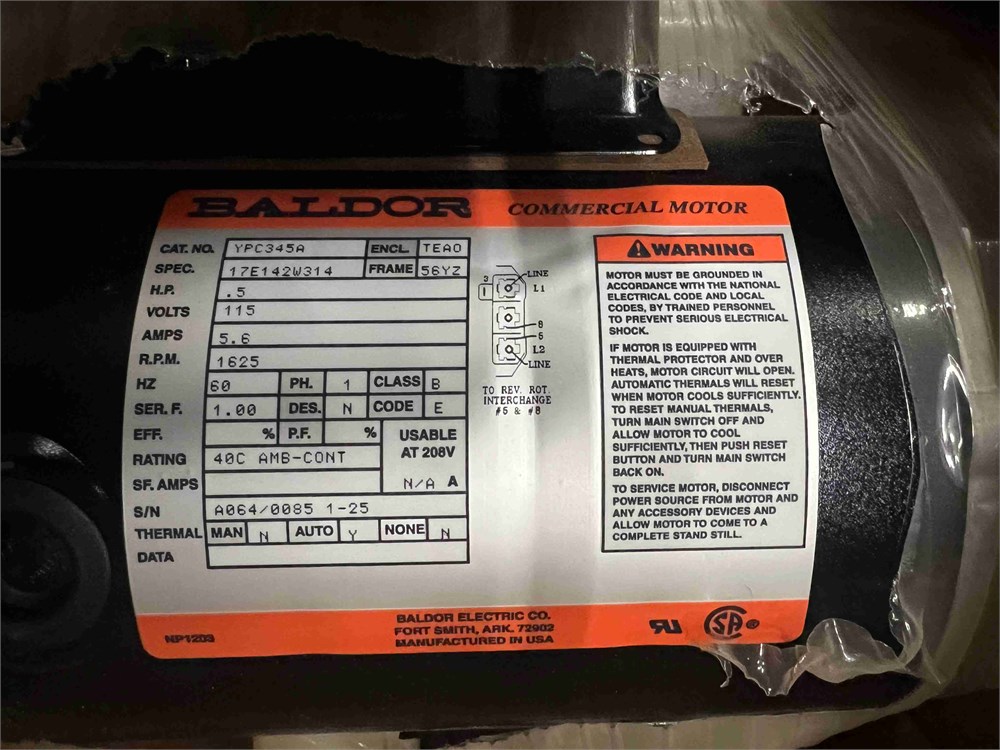 BALDOR COMMERCIAL MOTOR
CAT. NO. YPC345A ENCL. TEAO
SPEC. 17E142W314 FRAME 56YZ
H.P. .5
VOLTS 115
AMPS 5.6
R.P.M. 1625
HZ 60 PH. 1 CLASS B
SER. F. 1.00 DES. N CODE E
EFF. % P.F. % USABLE
AT 208V
RATING 40C AMB-CONT
SF. AMPS N/A A
S/N A064/0085 1-25
THERMAL MAN N AUTO Y NONE N
DATA
LINE
3
1
L1
8
5
L2
LINE
TO REV. ROT.
INTERCHANGE
#5 & #8
WARNING
MOTOR MUST BE GROUNDED IN
ACCORDANCE WITH THE NATIONAL
ELECTRICAL CODE AND LOCAL
CODES, BY TRAINED PERSONNEL
TO PREVENT SERIOUS ELECTRICAL
SHOCK.
IF MOTOR IS EQUIPPED WITH
THERMAL PROTECTOR AND OVER
HEATS, MOTOR CIRCUIT WILL OPEN.
AUTOMATIC THERMALS WILL RESET
WHEN MOTOR COOLS SUFFICIENTLY.
TO RESET MANUAL THERMALS,
TURN MAIN SWITCH OFF AND
ALLOW MOTOR TO COOL
SUFFICIENTLY, THEN PUSH RESET
BUTTON AND TURN MAIN SWITCH
BACK ON.
TO SERVICE MOTOR, DISCONNECT
POWER SOURCE FROM MOTOR AND
ANY ACCESSORY DEVICES AND
ALLOW MOTOR TO COME TO A
COMPLETE STAND STILL.
NP1203
BALDOR ELECTRIC CO.
FORT SMITH, ARK. 72902
MANUFACTURED IN USA
RU
SA ®